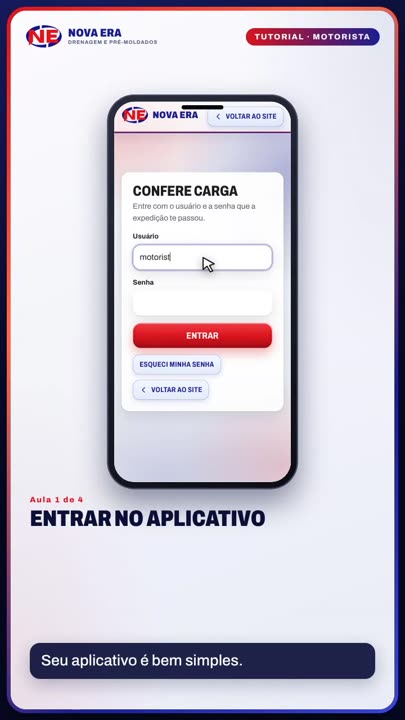 NE NOVA ERA
DRENAGEM E PRÉ-MOLDADOS
TUTORIAL · MOTORISTA
NE NOVA ERA
VOLTAR AO SITE
CONFERE CARGA
Entre com o usuário e a senha que a
expedição te passou.
Usuário
motorist
Senha
ENTRAR
ESQUECI MINHA SENHA
VOLTAR AO SITE
Aula 1 de 4
ENTRAR NO APLICATIVO
Seu aplicativo é bem simples.